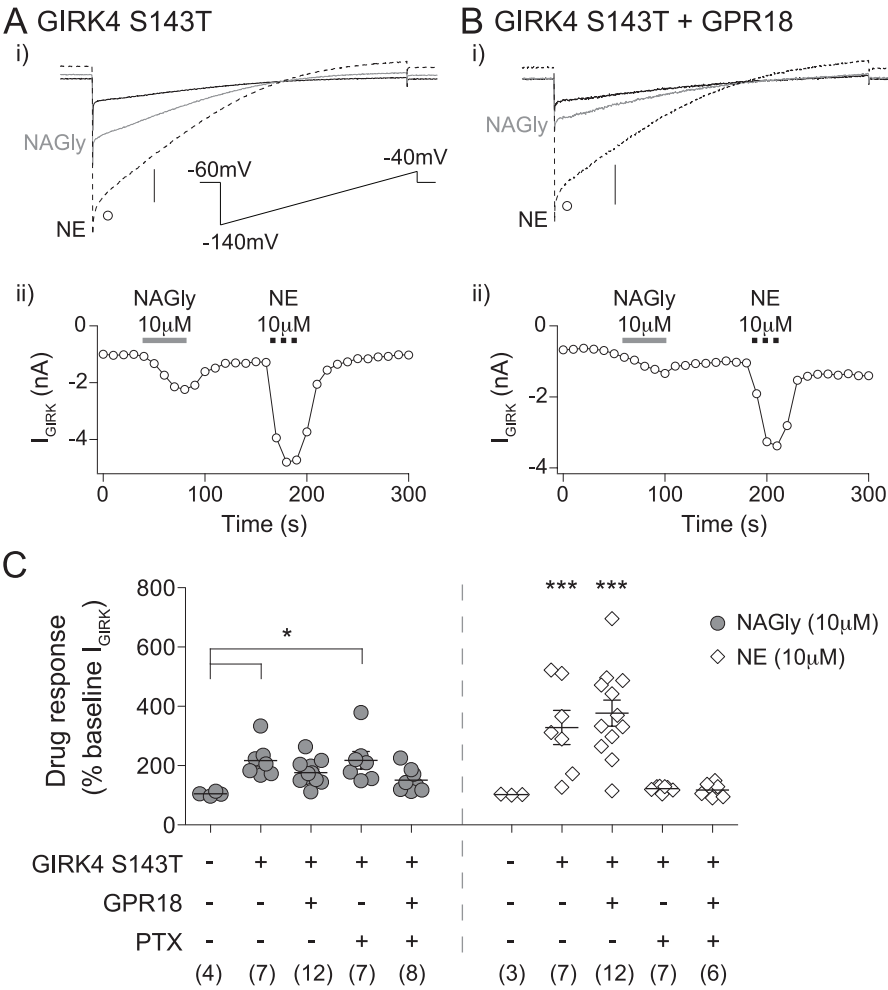 A GIRK4 S143T
i)
NAGly
NE
-60mV
-40mV
-140mV
ii)
NAGly
NE
10µM
10µM
0
-2
-4
I GIRK (nA)
0
100
200
300
Time (s)
B GIRK4 S143T + GPR18
i)
NAGly
NE
ii)
NAGly
NE
10µM
10µM
0
-2
-4
I GIRK (nA)
0
100
200
300
Time (s)
C
Drug response
(% baseline I GIRK)
800
600
400
200
0
*
*** ***
NAGly (10µM)
NE (10µM)
GIRK4 S143T - + + + + - + + + +
GPR18 - - + - + - - + - +
PTX - - - + + - - - + +
(4) (7) (12) (7) (8) (3) (7) (12) (7) (6)